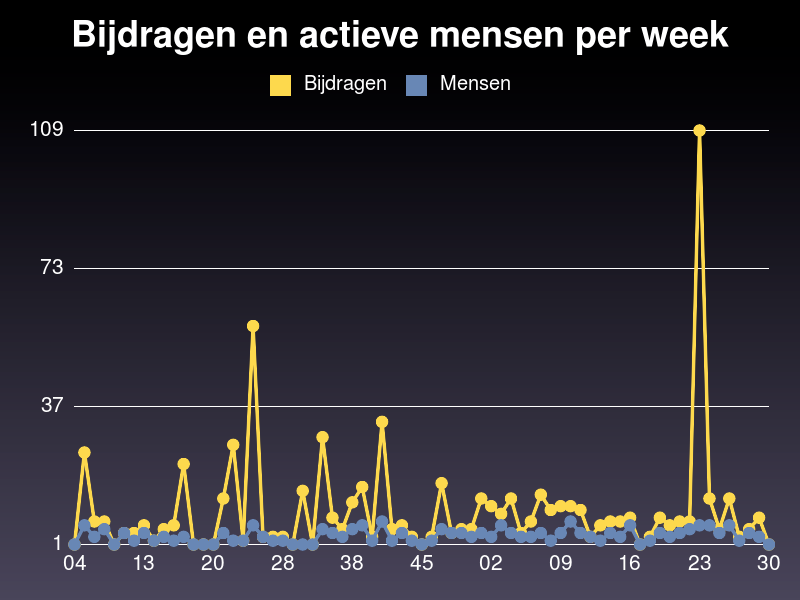 Bijdragen en actieve mensen per week
Bijdragen Mensen
109
73
37
1
04 13 20 28 38 45 02 09 16 23 30